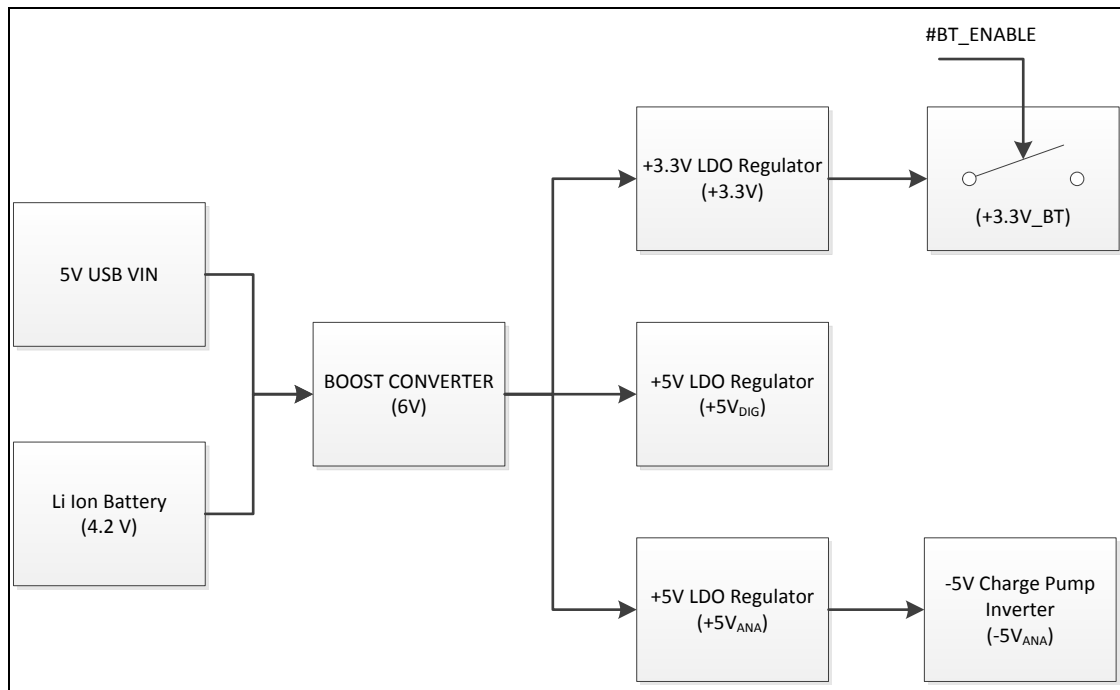 #BT_ENABLE
+3.3V LDO Regulator
(+3.3V)
(+3.3V_BT)
5V USB VIN
BOOST CONVERTER
(6V)
+5V LDO Regulator
(+5VDIG)
Li Ion Battery
(4.2 V)
+5V LDO Regulator
(+5VANA)
-5V Charge Pump
Inverter
(-5VANA)